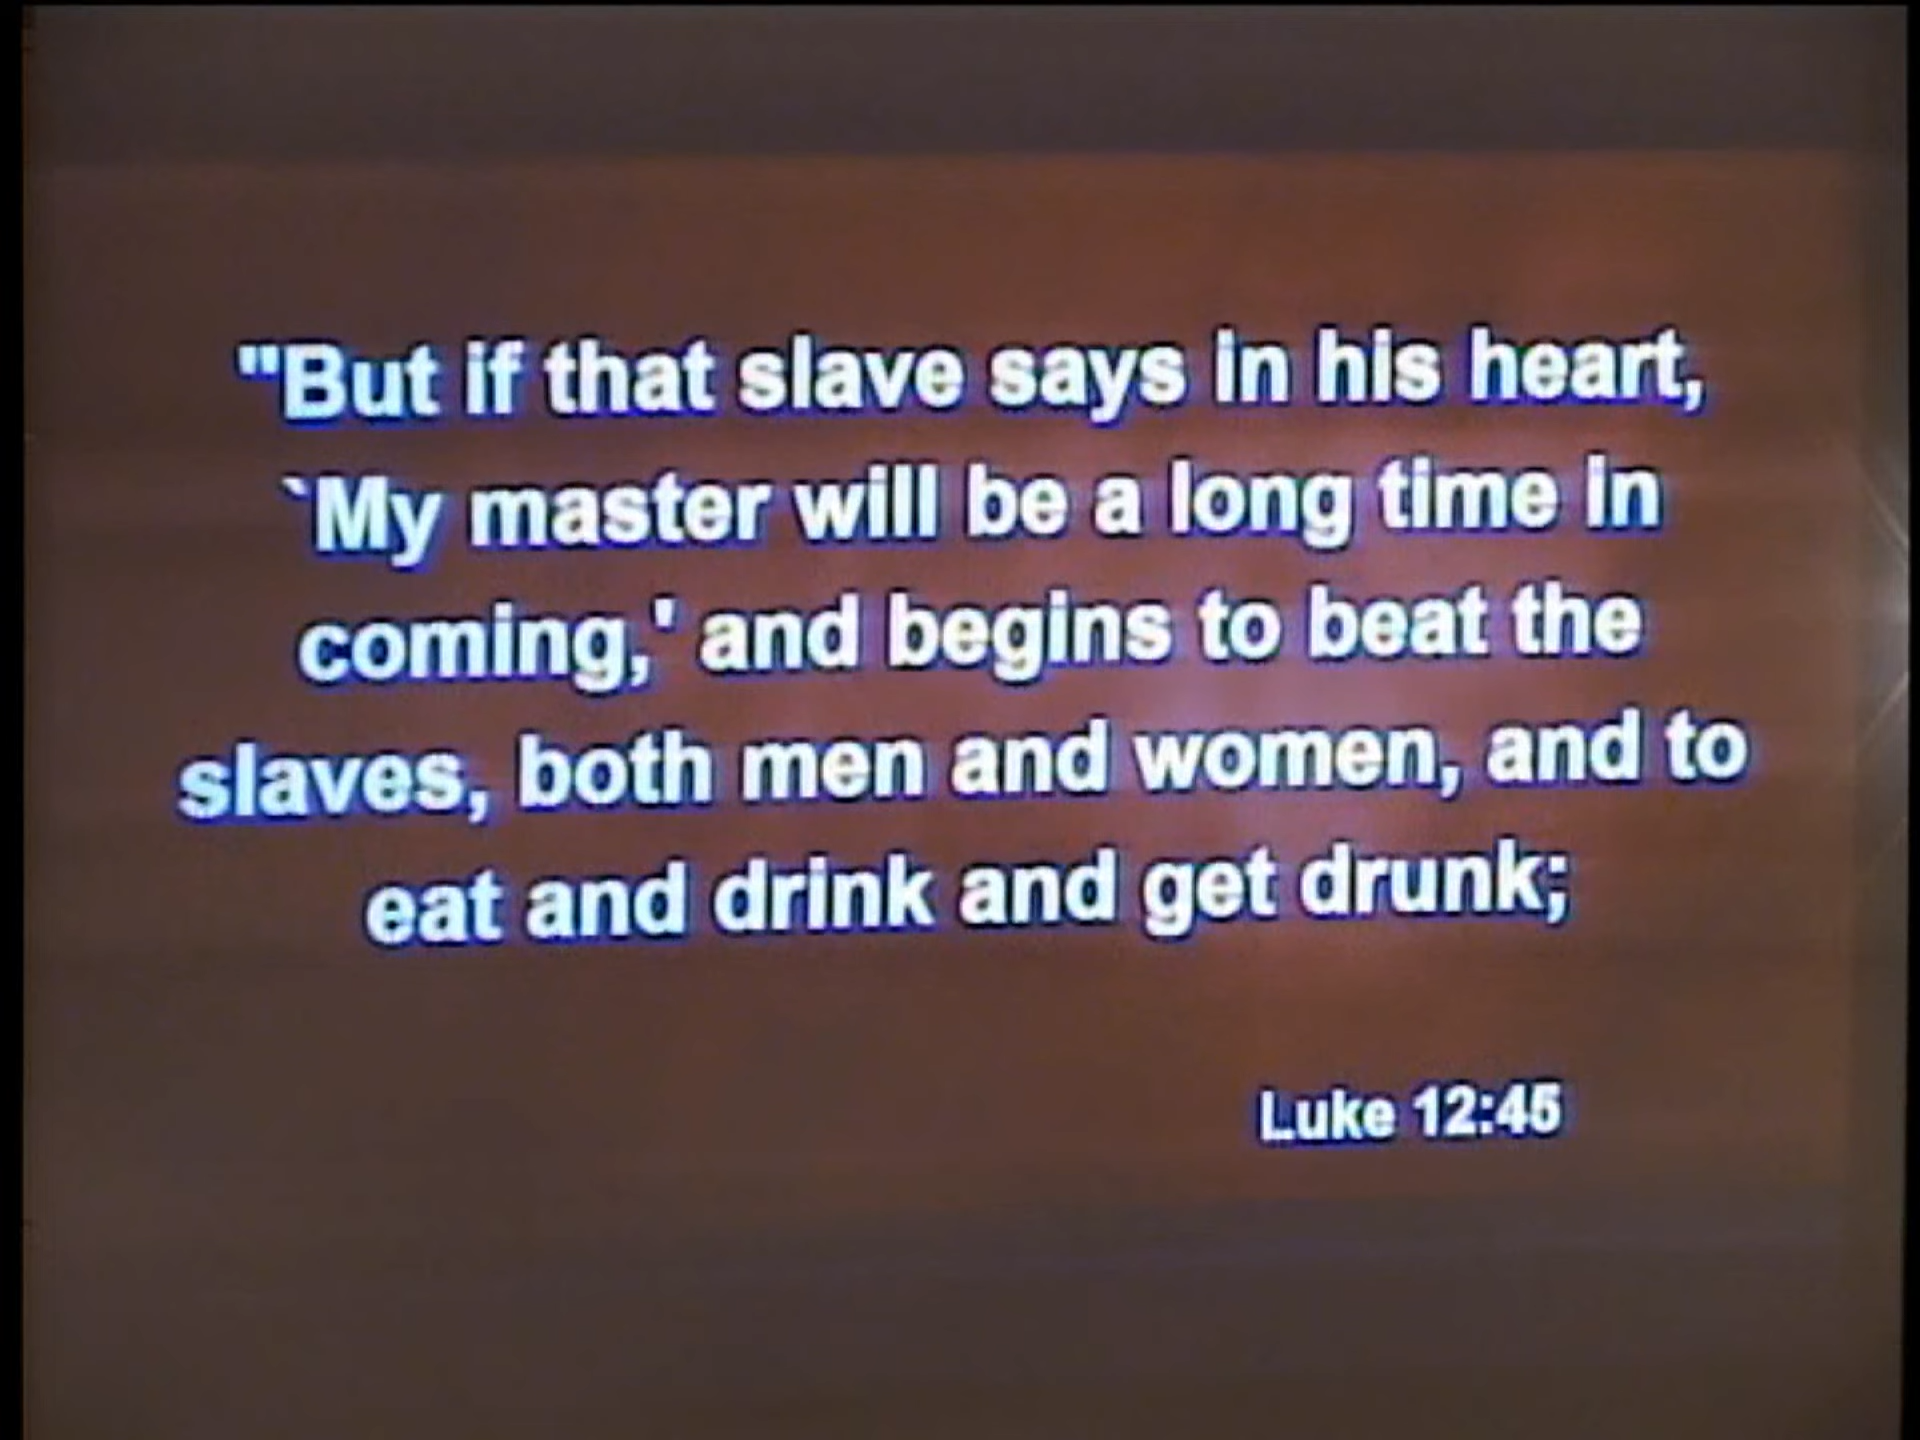 "But if that slave says in his heart,
`My master will be a long time in
coming,' and begins to beat the
slaves, both men and women, and to
eat and drink and get drunk;
Luke 12:45